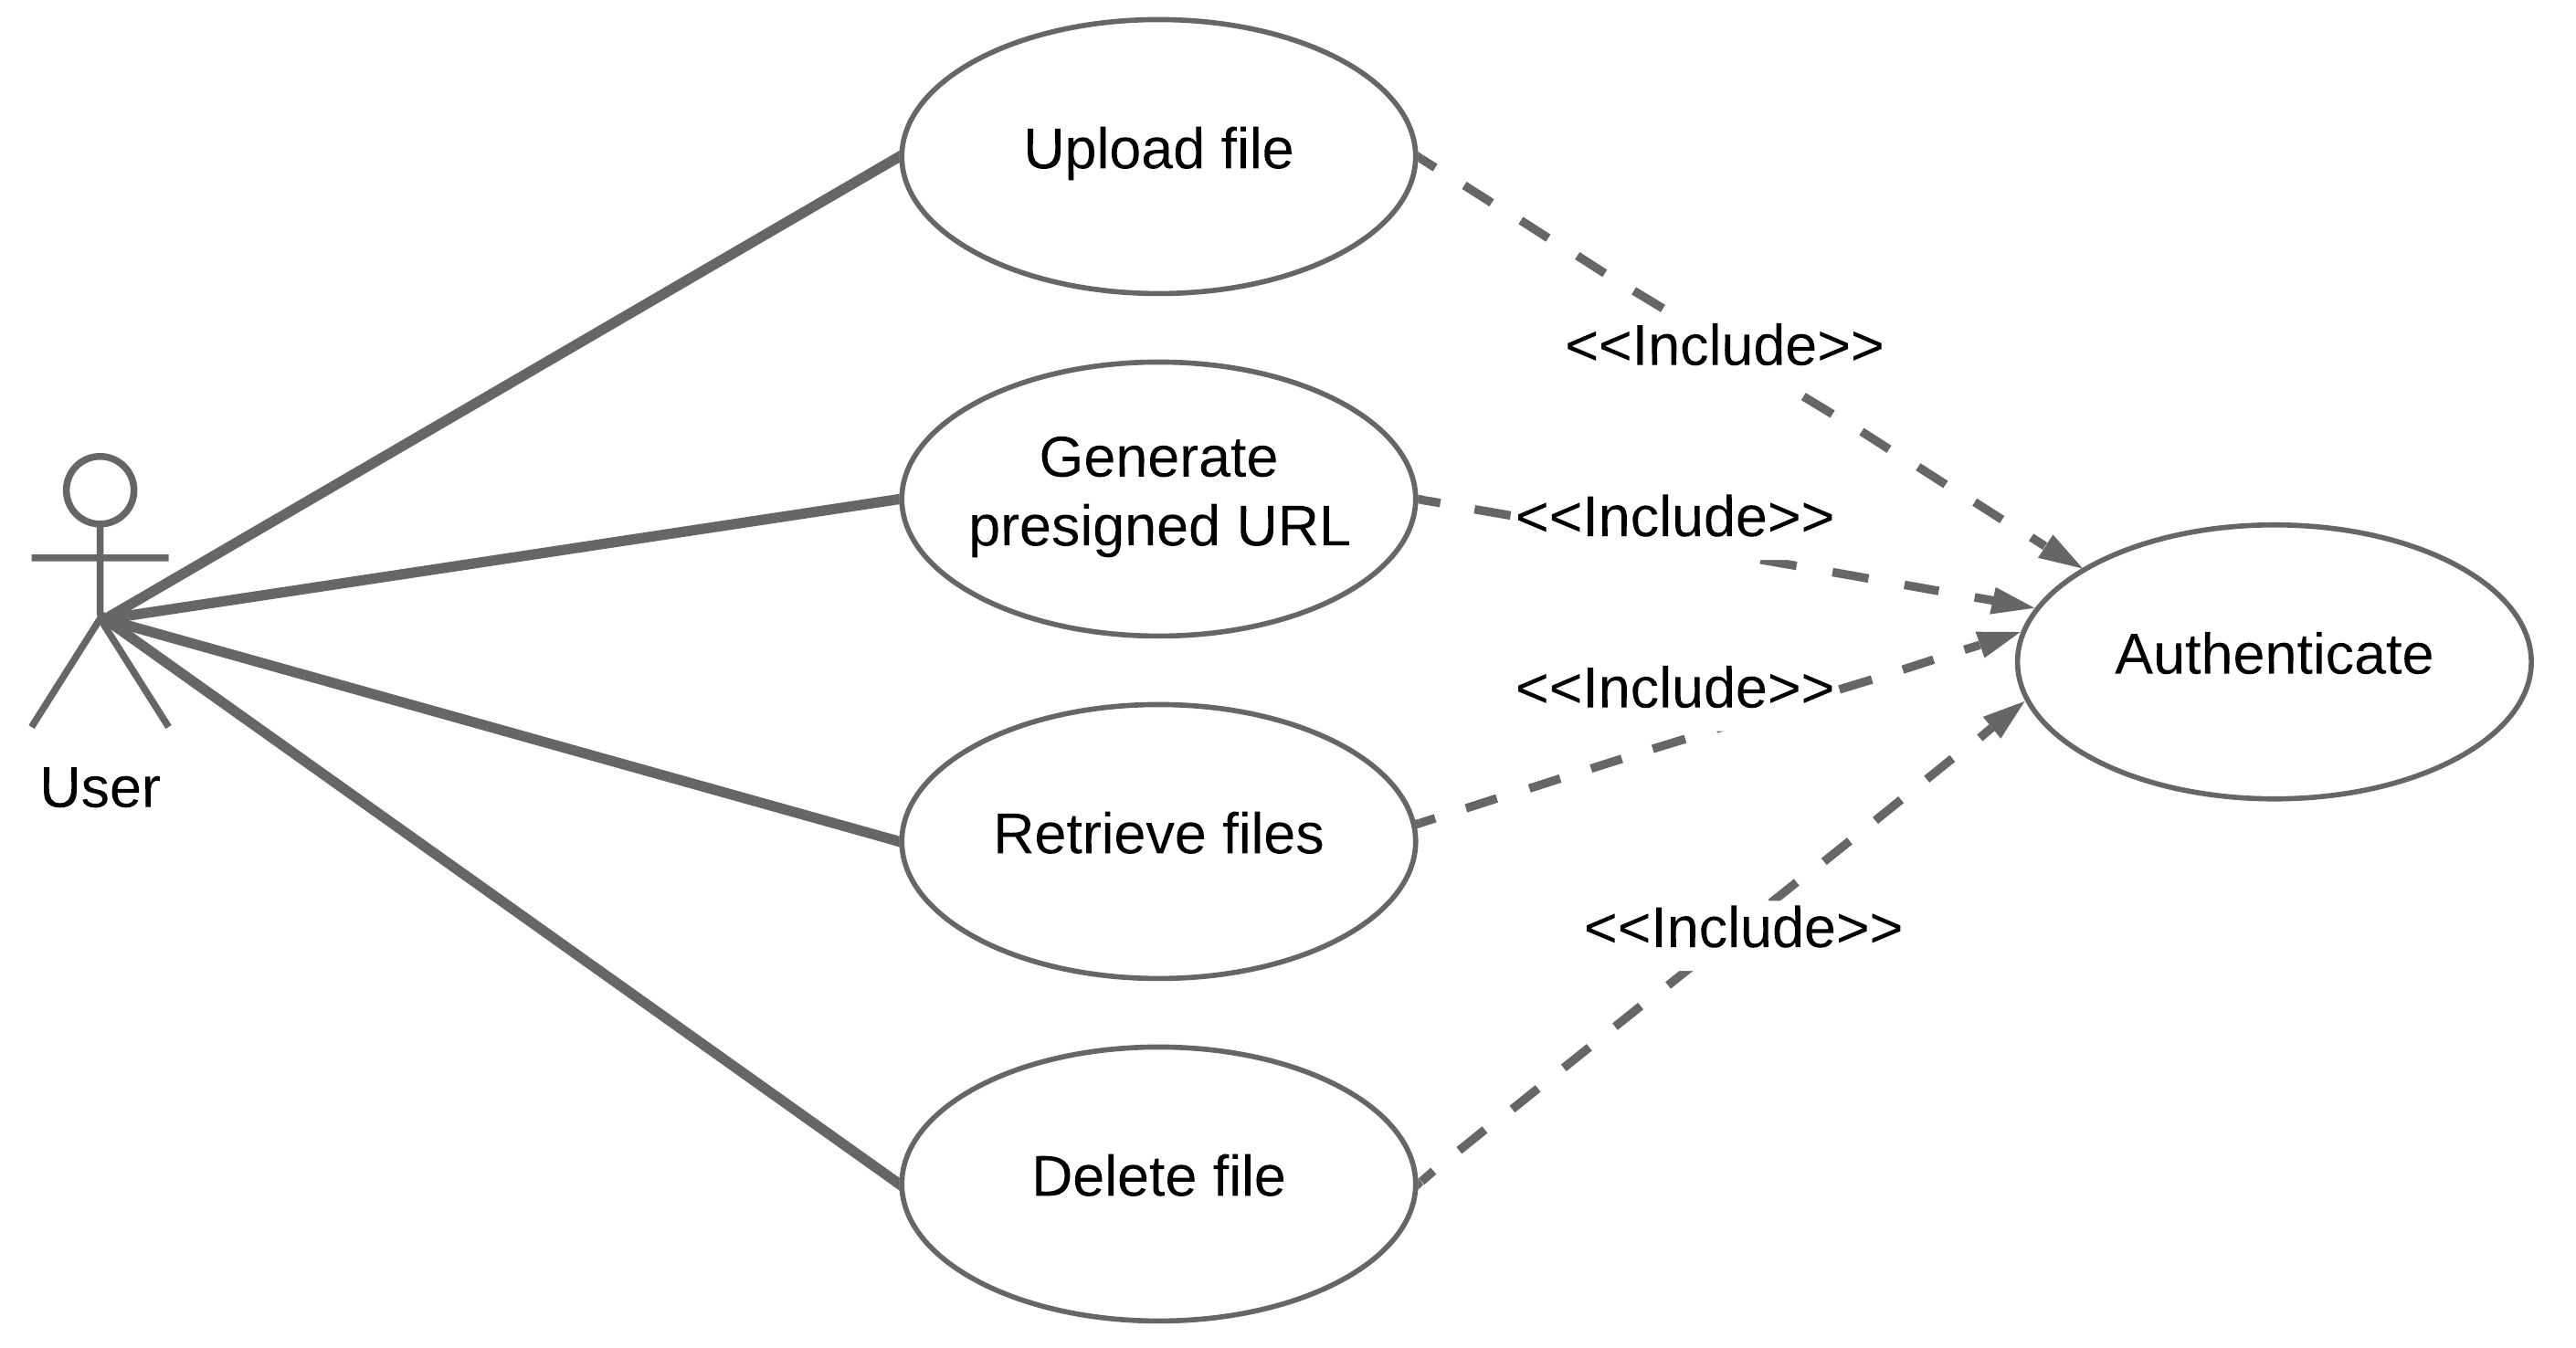 Upload file
<<Include>>
Generate
presigned URL
<<Include>>
User
<<Include>>
Authenticate
Retrieve files
<<Include>>
Delete file